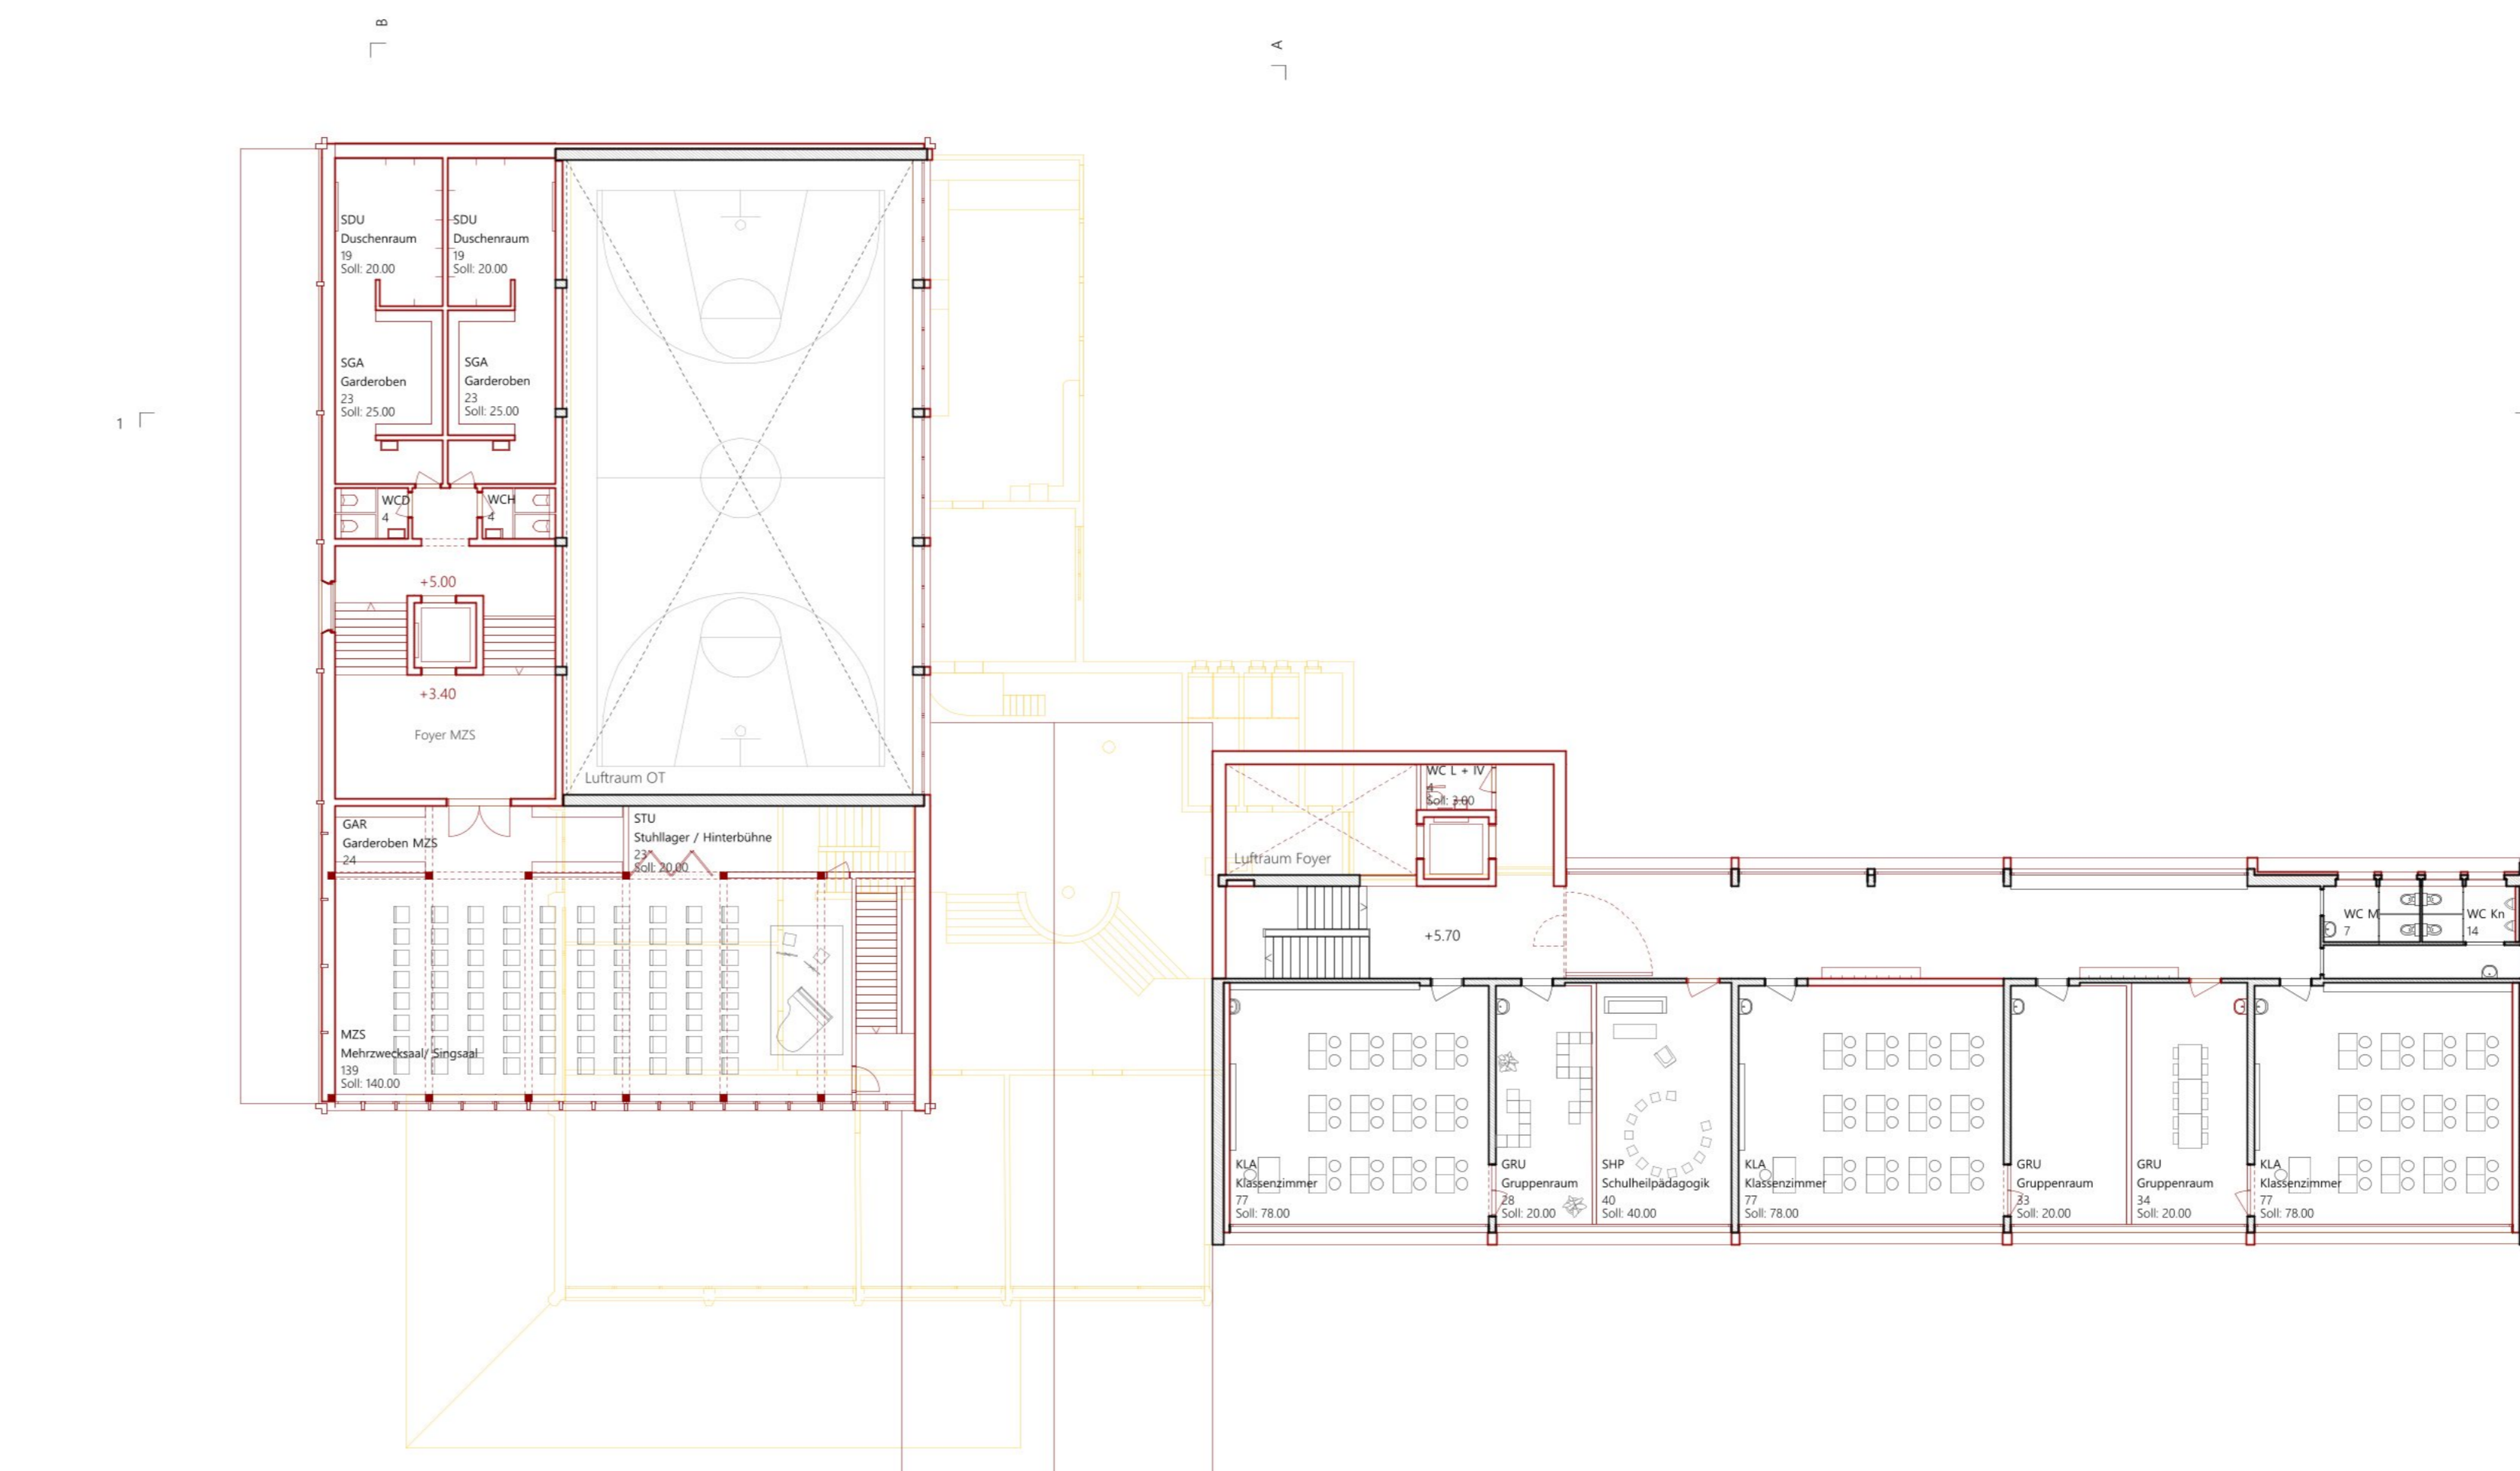 B
A
SDU
Duschenraum
19
Soll: 20.00
SDU
Duschenraum
19
Soll: 20.00
SGA
Garderoben
23
Soll: 25.00
SGA
Garderoben
23
Soll: 25.00
1
WCD
4
WCH
4
+5.00
+3.40
Foyer MZS
Luftraum OT
GAR
Garderoben MZS
24
STU
Stuhllager / Hinterbühne
23
Soll: 20.00
MZS
Mehrzwecksaal/ Singsaal
139
Soll: 140.00
WC L + IV
Soll: 3.00
Luftraum Foyer
+5.70
WC M
7
WC Kn
14
KLA
Klassenzimmer
77
Soll: 78.00
GRU
Gruppenraum
28
Soll: 20.00
SHP
Schulheilpädagogik
40
Soll: 40.00
KLA
Klassenzimmer
77
Soll: 78.00
GRU
Gruppenraum
33
Soll: 20.00
GRU
Gruppenraum
34
Soll: 20.00
KLA
Klassenzimmer
77
Soll: 78.00